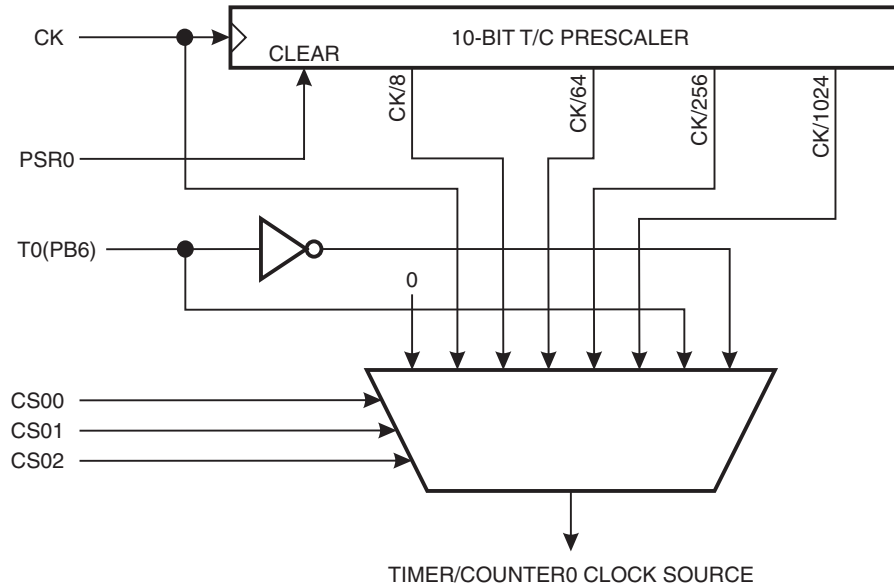 CK
10-BIT T/C PRESCALER
CLEAR
CK/8
CK/64
CK/256
CK/1024
PSR0
T0(PB6)
0
CS00
CS01
CS02
TIMER/COUNTER0 CLOCK SOURCE